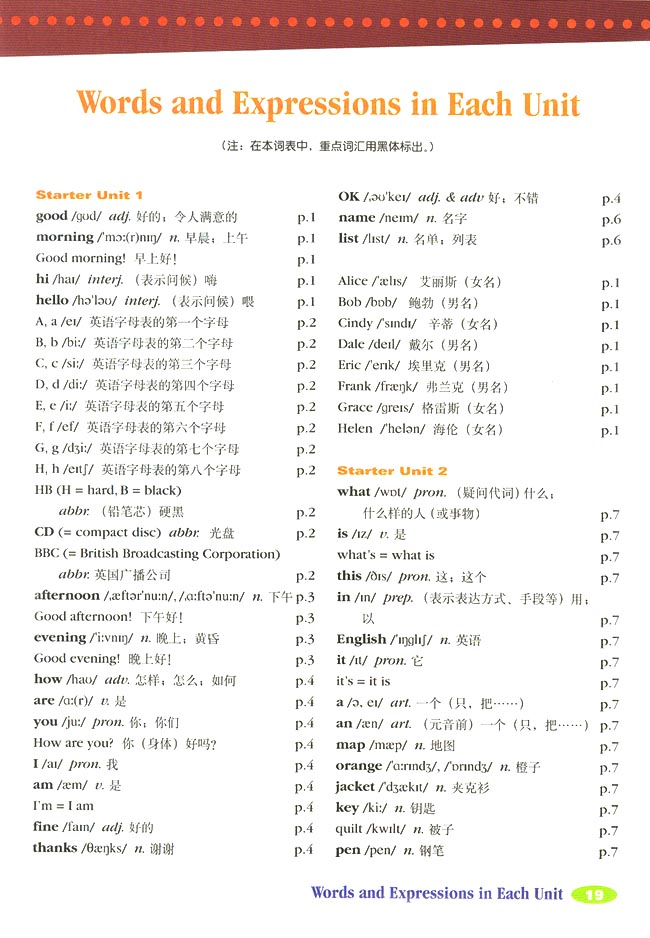 Words and Expressions in Each Unit
（注：在本词表中，重点词汇用黑体标出。）
Starter Unit 1
good /gʊd/ adj. 好的；令人满意的 p.1
morning /'mɔ:(r)nɪŋ/ n. 早晨；上午 p.1
Good morning! 早上好！ p.1
hi /haɪ/ interj. （表示问候）嗨 p.1
hello /hə'ləʊ/ interj. （表示问候）喂 p.1
A, a /eɪ/ 英语字母表的第一个字母 p.2
B, b /bi:/ 英语字母表的第二个字母 p.2
C, c /si:/ 英语字母表的第三个字母 p.2
D, d /di:/ 英语字母表的第四个字母 p.2
E, e /i:/ 英语字母表的第五个字母 p.2
F, f /ef/ 英语字母表的第六个字母 p.2
G, g /dʒi:/ 英语字母表的第七个字母 p.2
H, h /eɪtʃ/ 英语字母表的第八个字母 p.2
HB (H = hard, B = black)
abbr. （铅笔芯）硬黑 p.2
CD (= compact disc) abbr. 光盘 p.2
BBC (= British Broadcasting Corporation)
abbr. 英国广播公司 p.2
afternoon /,æftər'nu:n/, /,ɑ:ftə'nu:n/ n. 下午 p.3
Good afternoon! 下午好！ p.3
evening /'i:vnɪŋ/ n. 晚上；黄昏 p.3
Good evening! 晚上好！ p.3
how /haʊ/ adv. 怎样；怎么；如何 p.4
are /ɑ:(r)/ v. 是 p.4
you /ju:/ pron. 你；你们 p.4
How are you? 你（身体）好吗？ p.4
I /aɪ/ pron. 我 p.4
am /æm/ v. 是 p.4
I'm = I am p.4
fine /faɪn/ adj. 好的 p.4
thanks /θæŋks/ n. 谢谢 p.4
OK /,əʊ'keɪ/ adj. & adv 好；不错 p.4
name /neɪm/ n. 名字 p.6
list /lɪst/ n. 名单；列表 p.6
Alice /'ælɪs/ 艾丽斯（女名） p.1
Bob /bɒb/ 鲍勃（男名） p.1
Cindy /'sɪndɪ/ 辛蒂（女名） p.1
Dale /deɪl/ 戴尔（男名） p.1
Eric /'erɪk/ 埃里克（男名） p.1
Frank /fræŋk/ 弗兰克（男名） p.1
Grace /greɪs/ 格雷斯（女名） p.1
Helen /'helən/ 海伦（女名） p.1
Starter Unit 2
what /wɒt/ pron. （疑问代词）什么；
什么样的人（或事物） p.7
is /ɪz/ v. 是 p.7
what's = what is p.7
this /ðɪs/ pron. 这；这个 p.7
in /ɪn/ prep. （表示表达方式、手段等）用；
以 p.7
English /'ɪŋglɪʃ/ n. 英语 p.7
it /ɪt/ pron. 它 p.7
it's = it is p.7
a /ə, eɪ/ art. 一个（只，把……） p.7
an /æn/ art. （元音前）一个（只，把……） p.7
map /mæp/ n. 地图 p.7
orange /'ɑ:rɪndʒ/, /'ɒrɪndʒ/ n. 橙子 p.7
jacket /'dʒækɪt/ n. 夹克衫 p.7
key /ki:/ n. 钥匙 p.7
quilt /kwɪlt/ n. 被子 p.7
pen /pen/ n. 钢笔 p.7
Words and Expressions in Each Unit 19